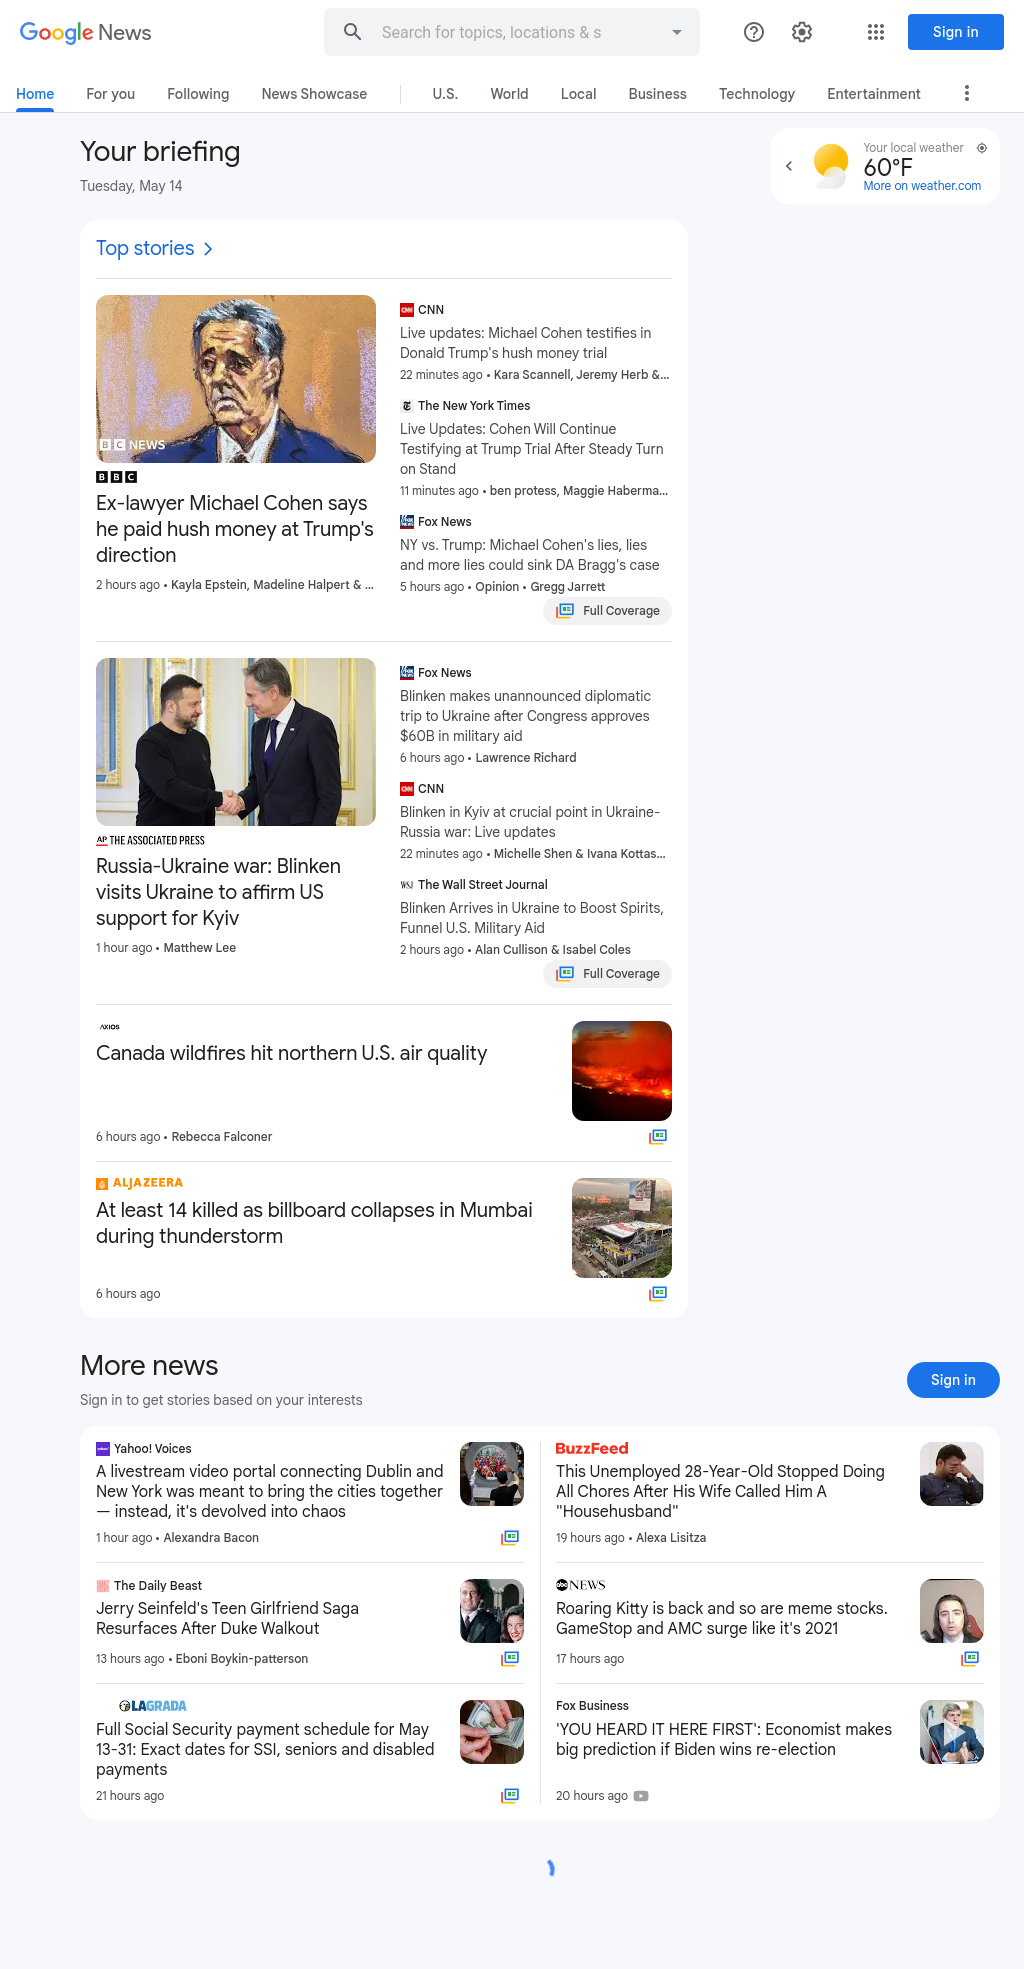 Google News
Search for topics, locations & s
Sign in
Home
For you
Following
News Showcase
U.S.
World
Local
Business
Technology
Entertainment
Your briefing
Tuesday, May 14
Your local weather
60°F
More on weather.com
Top stories
BBC NEWS
BBC
Ex-lawyer Michael Cohen says
he paid hush money at Trump's
direction
2 hours ago • Kayla Epstein, Madeline Halpert & ...
CNN
Live updates: Michael Cohen testifies in
Donald Trump's hush money trial
22 minutes ago • Kara Scannell, Jeremy Herb &...
The New York Times
Live Updates: Cohen Will Continue
Testifying at Trump Trial After Steady Turn
on Stand
11 minutes ago • ben protess, Maggie Haberma...
Fox News
NY vs. Trump: Michael Cohen's lies, lies
and more lies could sink DA Bragg's case
5 hours ago • Opinion • Gregg Jarrett
Full Coverage
AP THE ASSOCIATED PRESS
Russia-Ukraine war: Blinken
visits Ukraine to affirm US
support for Kyiv
1 hour ago • Matthew Lee
Fox News
Blinken makes unannounced diplomatic
trip to Ukraine after Congress approves
$60B in military aid
6 hours ago • Lawrence Richard
CNN
Blinken in Kyiv at crucial point in Ukraine-
Russia war: Live updates
22 minutes ago • Michelle Shen & Ivana Kottas...
WSJ The Wall Street Journal
Blinken Arrives in Ukraine to Boost Spirits,
Funnel U.S. Military Aid
2 hours ago • Alan Cullison & Isabel Coles
Full Coverage
AXIOS
Canada wildfires hit northern U.S. air quality
6 hours ago • Rebecca Falconer
ALJAZEERA
At least 14 killed as billboard collapses in Mumbai
during thunderstorm
6 hours ago
More news
Sign in to get stories based on your interests
Sign in
Yahoo! Voices
A livestream video portal connecting Dublin and
New York was meant to bring the cities together
— instead, it's devolved into chaos
1 hour ago • Alexandra Bacon
BuzzFeed
This Unemployed 28-Year-Old Stopped Doing
All Chores After His Wife Called Him A
"Househusband"
19 hours ago • Alexa Lisitza
The Daily Beast
Jerry Seinfeld's Teen Girlfriend Saga
Resurfaces After Duke Walkout
13 hours ago • Eboni Boykin-patterson
abc NEWS
Roaring Kitty is back and so are meme stocks.
GameStop and AMC surge like it's 2021
17 hours ago
LAGRADA
Full Social Security payment schedule for May
13-31: Exact dates for SSI, seniors and disabled
payments
21 hours ago
Fox Business
'YOU HEARD IT HERE FIRST': Economist makes
big prediction if Biden wins re-election
20 hours ago